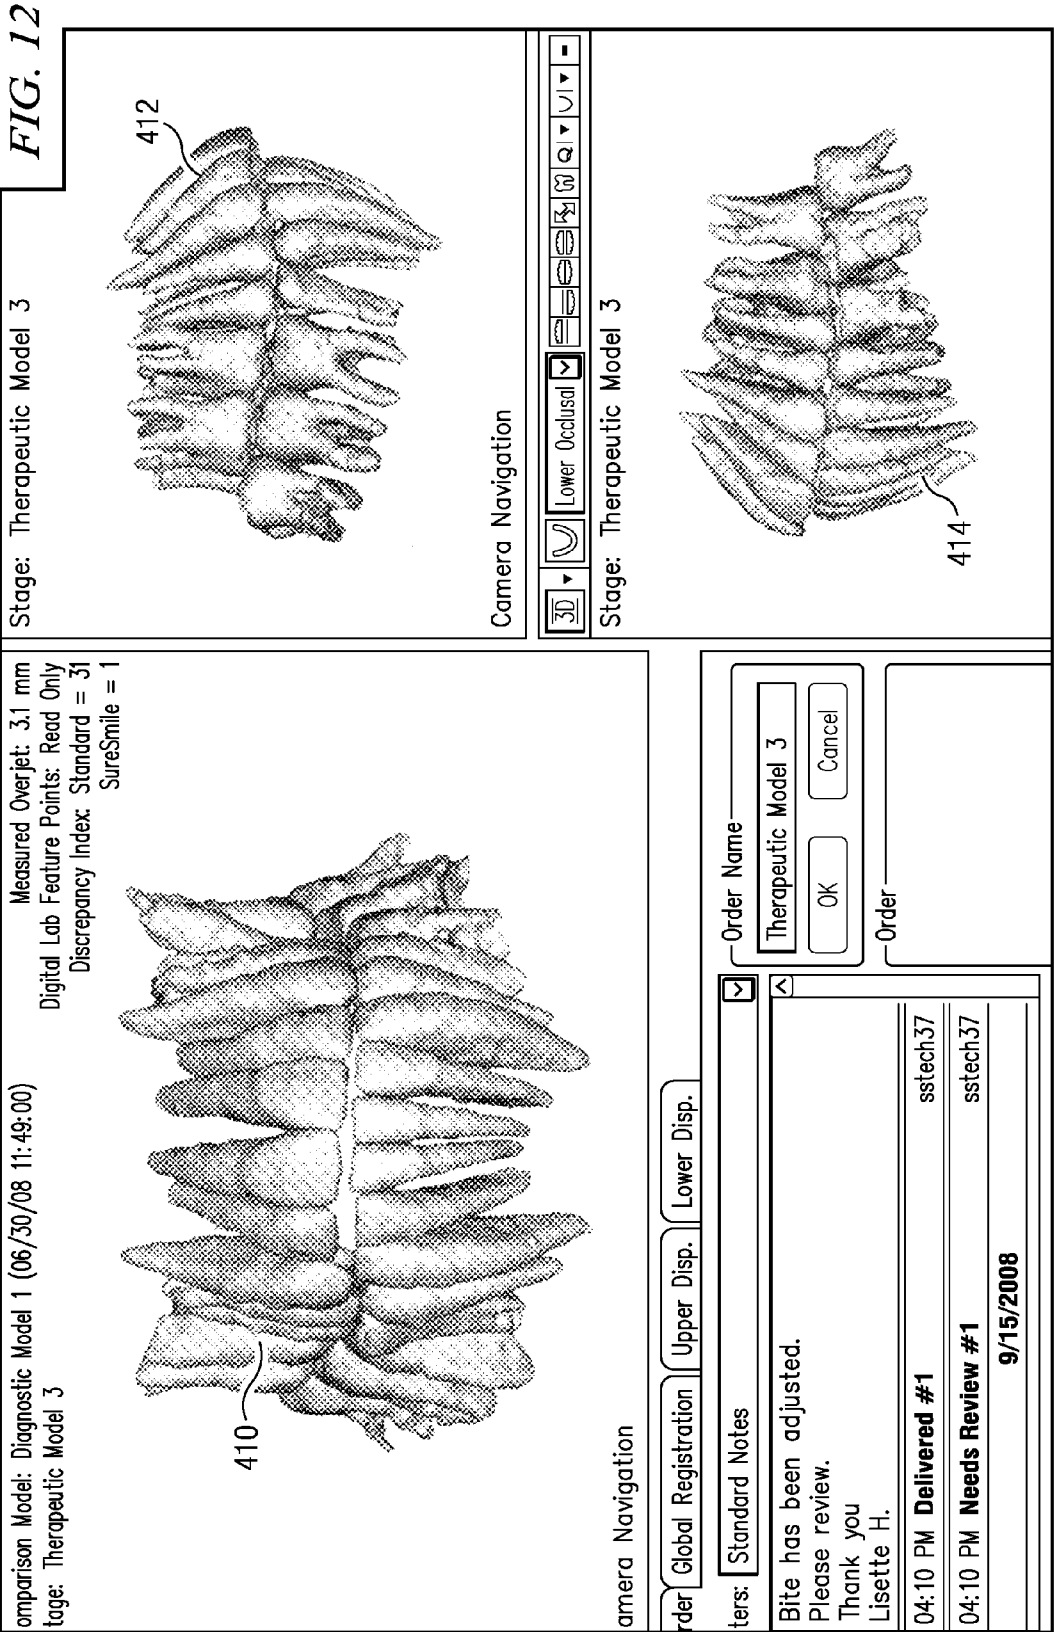 FIG. 12
omparison Model: Diagnostic Model 1 (06/30/08 11:49:00)
tage: Therapeutic Model 3
Measured Overjet: 3.1 mm
Digital Lab Feature Points: Read Only
Discrepancy Index: Standard = 31
SureSmile = 1
410
amera Navigation
Stage: Therapeutic Model 3
412
Camera Navigation
3D
Lower Occlusal
Stage: Therapeutic Model 3
414
rder
Global Registration
Upper Disp.
Lower Disp.
ters:
Standard Notes
Bite has been adjusted.
Please review.
Thank you
Lisette H.
04:10 PM Delivered #1 sstech37
04:10 PM Needs Review #1 sstech37
9/15/2008
Order Name
Therapeutic Model 3
OK
Cancel
Order